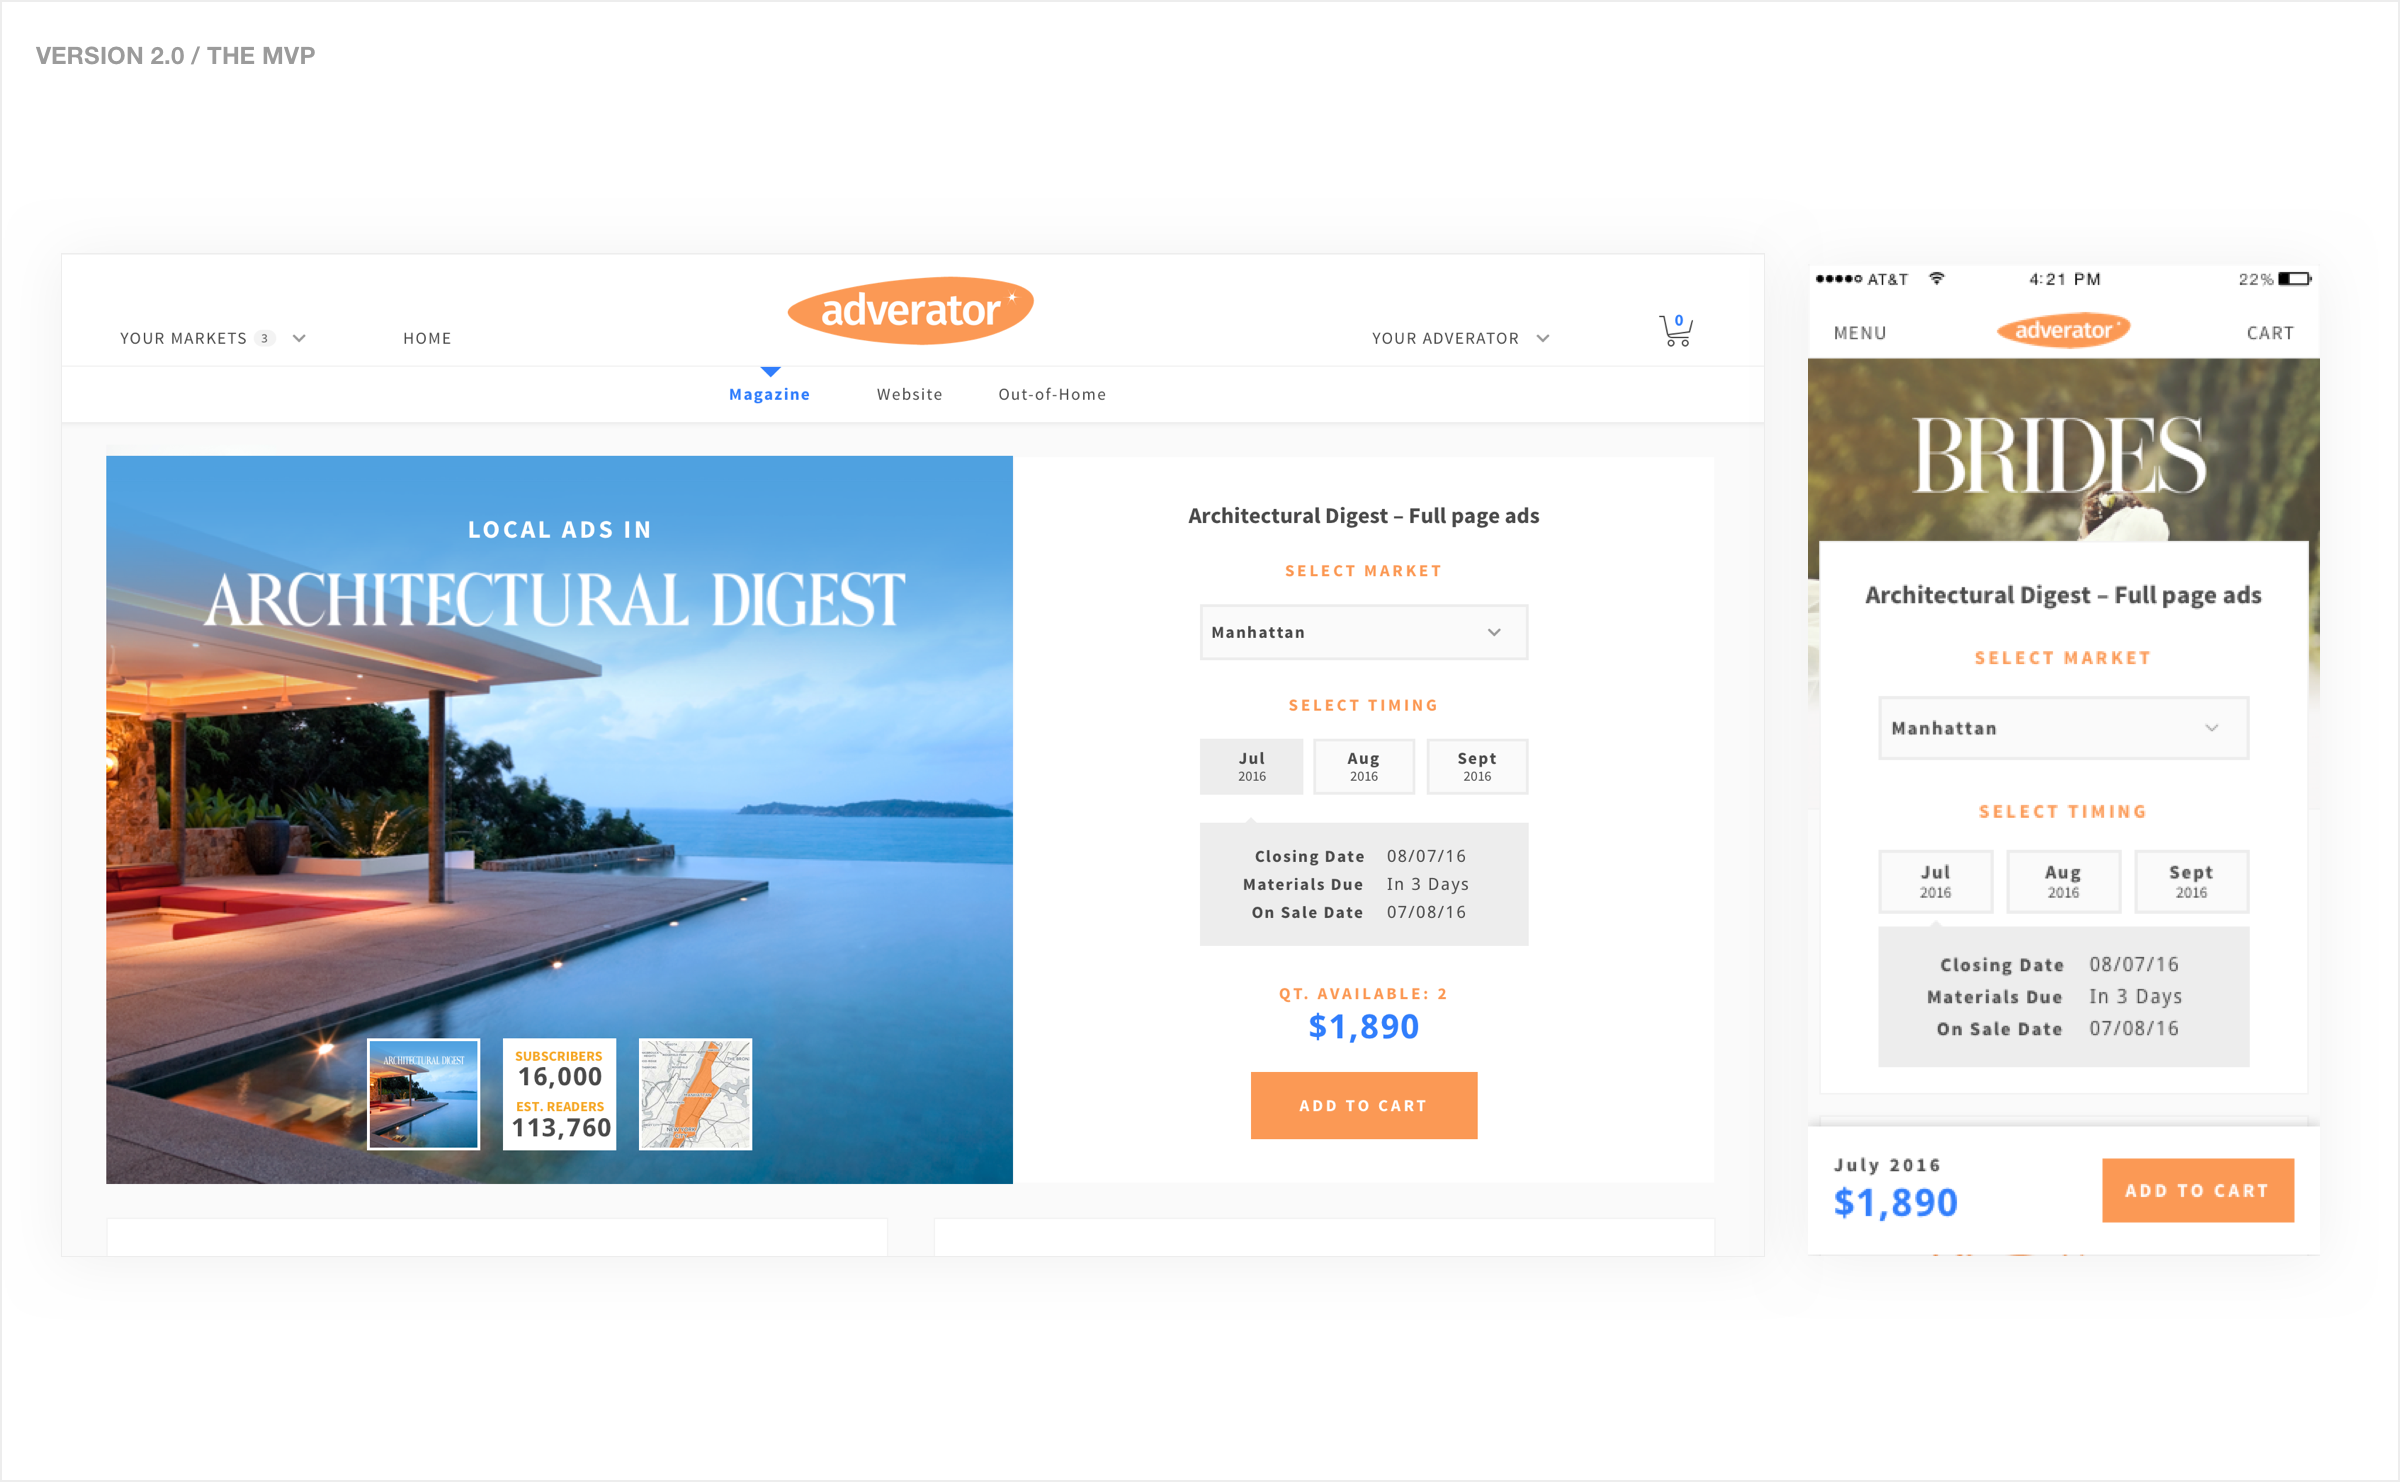 VERSION 2.0 / THE MVP
YOUR MARKETS 3
HOME
adverator
YOUR ADVERATOR
0
Magazine
Website
Out-of-Home
LOCAL ADS IN
ARCHITECTURAL DIGEST
ARCHITECTURAL DIGEST
SUBSCRIBERS
16,000
EST. READERS
113,760
Architectural Digest – Full page ads
SELECT MARKET
Manhattan
SELECT TIMING
Jul
2016
Aug
2016
Sept
2016
Closing Date 08/07/16
Materials Due In 3 Days
On Sale Date 07/08/16
QT. AVAILABLE: 2
$1,890
ADD TO CART
AT&T
4:21 PM
22%
MENU
adverator
CART
BRIDES
Architectural Digest – Full page ads
SELECT MARKET
Manhattan
SELECT TIMING
Jul
2016
Aug
2016
Sept
2016
Closing Date 08/07/16
Materials Due In 3 Days
On Sale Date 07/08/16
July 2016
$1,890
ADD TO CART